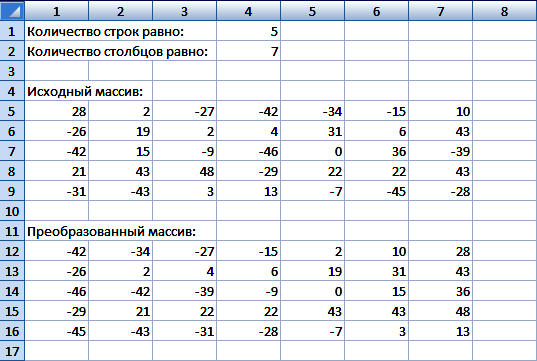 1 2 3 4 5 6 7 8
1 Количество строк равно: 5
2 Количество столбцов равно: 7
3
4 Исходный массив:
5 28 2 -27 -42 -34 -15 10
6 -26 19 2 4 31 6 43
7 -42 15 -9 -46 0 36 -39
8 21 43 48 -29 22 22 43
9 -31 -43 3 13 -7 -45 -28
10
11 Преобразованный массив:
12 -42 -34 -27 -15 2 10 28
13 -26 2 4 6 19 31 43
14 -46 -42 -39 -9 0 15 36
15 -29 21 22 22 43 43 48
16 -45 -43 -31 -28 -7 3 13
17